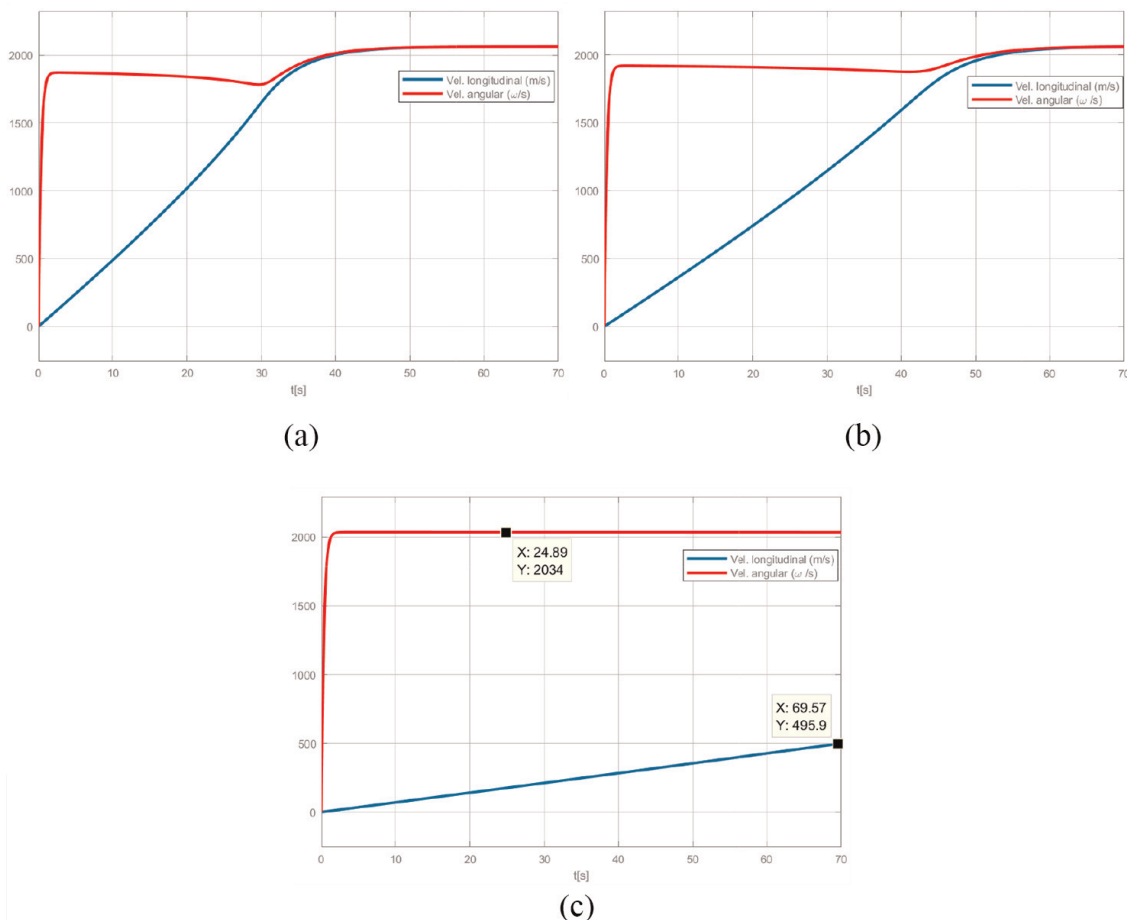 2000
1500
1000
500
0
Vel. longitudinal (m/s)
Vel. angular (ω/s)
0 10 20 30 40 50 60 70
t[s]
(a)
2000
1500
1000
500
0
Vel. longitudinal (m/s)
Vel. angular (ω /s)
0 10 20 30 40 50 60 70
t[s]
(b)
2000
1500
1000
500
0
Vel. longitudinal (m/s)
Vel. angular (ω /s)
X: 24.89
Y: 2034
X: 69.57
Y: 495.9
0 10 20 30 40 50 60 70
t[s]
(c)